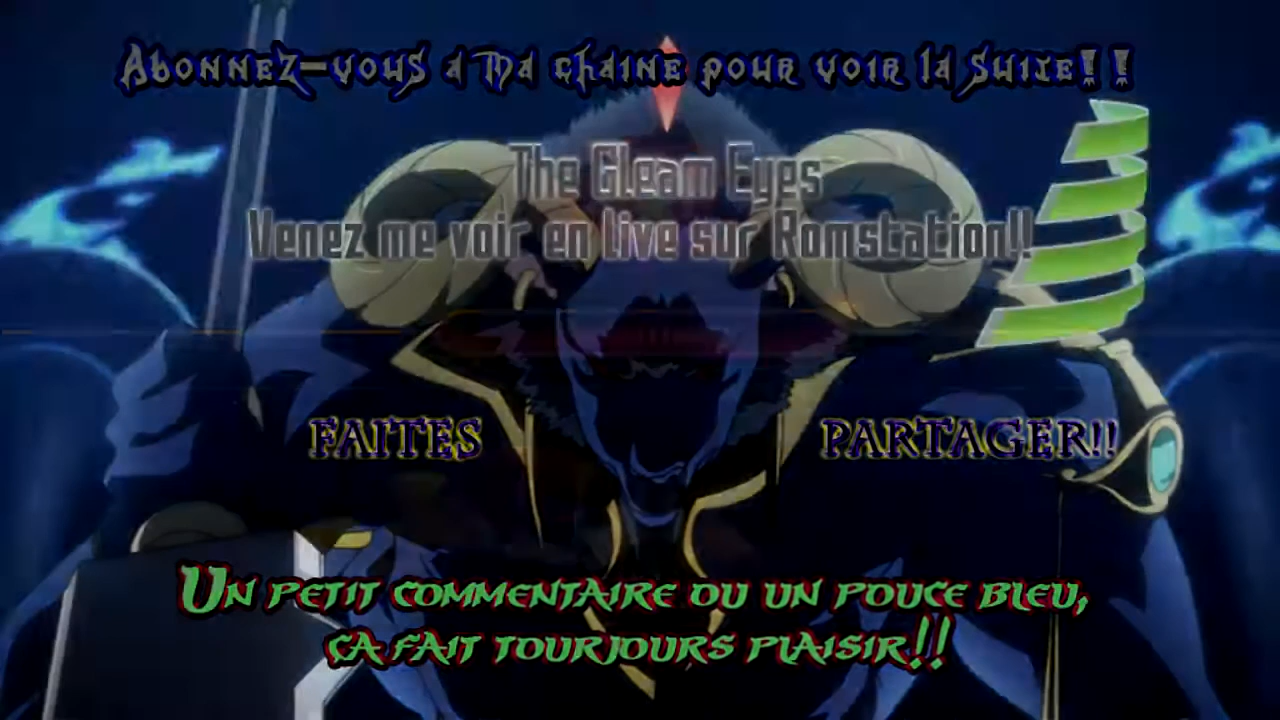 Abonnez-vous a Ma chaine pour voir la suite!!
The Gleam Eyes
Venez me voir en live sur Romstation!!
FAITES PARTAGER!!
Un petit commentaire ou un pouce bleu,
ça fait tourjours plaisir!!